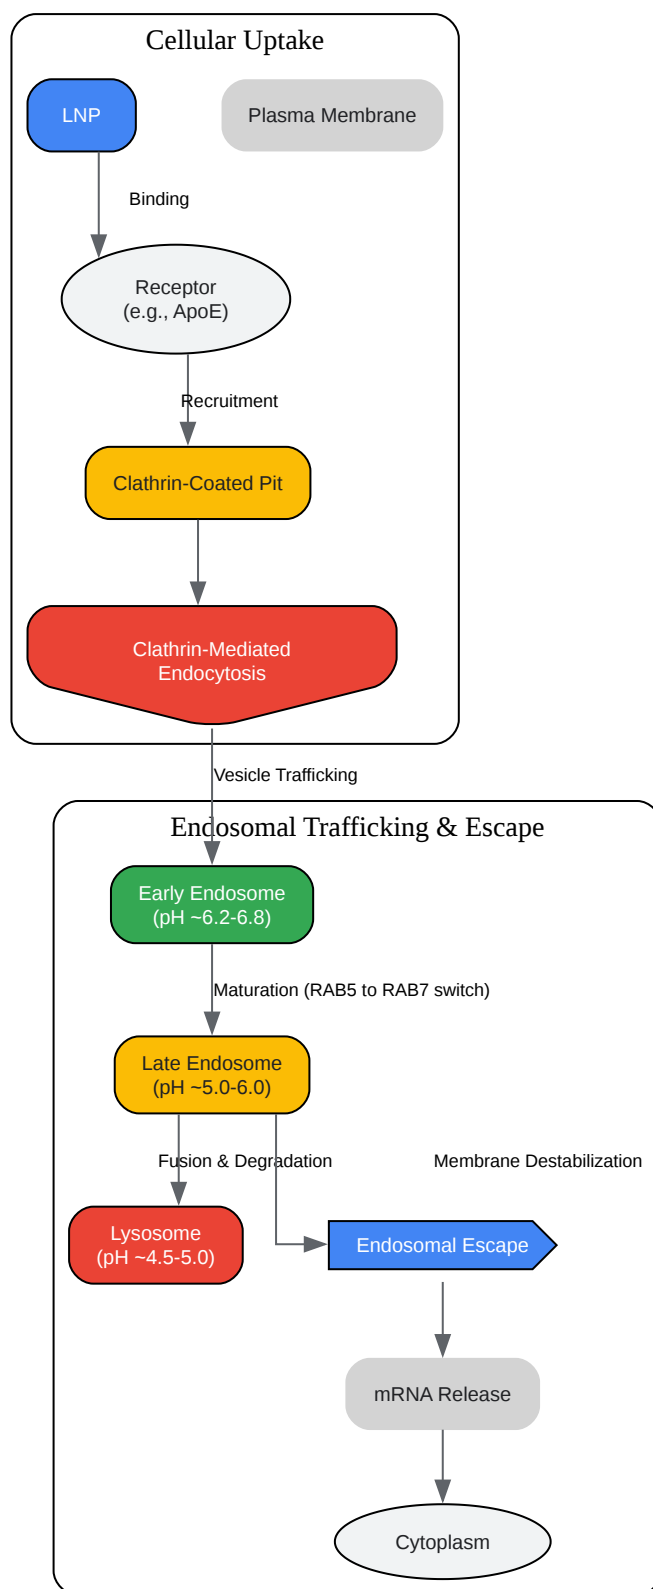 Cellular Uptake
LNP
Plasma Membrane
Binding
Receptor
(e.g., ApoE)
Recruitment
Clathrin-Coated Pit
Clathrin-Mediated
Endocytosis
Vesicle Trafficking
Endosomal Trafficking & Escape
Early Endosome
(pH ~6.2-6.8)
Maturation (RAB5 to RAB7 switch)
Late Endosome
(pH ~5.0-6.0)
Fusion & Degradation
Membrane Destabilization
Lysosome
(pH ~4.5-5.0)
Endosomal Escape
mRNA Release
Cytoplasm